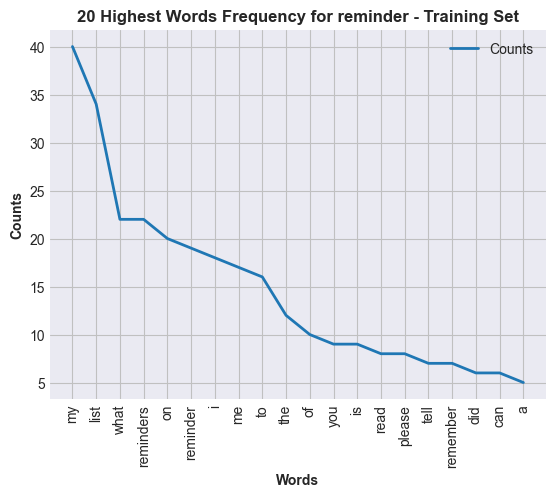 20 Highest Words Frequency for reminder - Training Set
Counts
40
35
30
25
20
15
10
5
Counts
my
list
what
reminders
on
reminder
i
me
to
the
of
you
is
read
please
tell
remember
did
can
a
Words